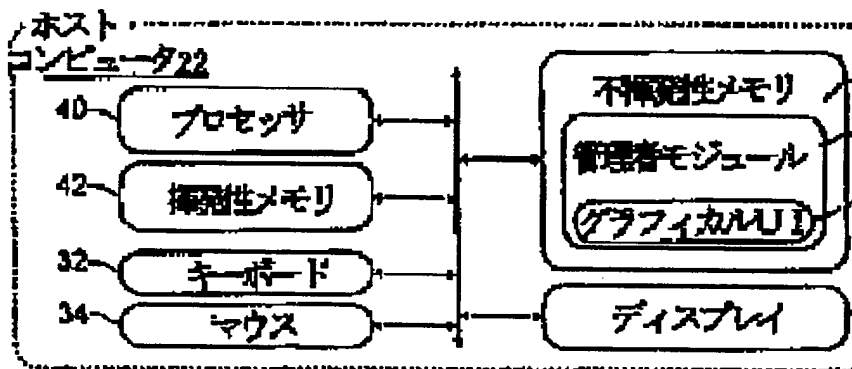 ホスト
コンピュータ22
40
プロセッサ
42
揮発性メモリ
32
キーボード
34
マウス
不揮発性メモリ
管理者モジュール
グラフィカルUI
ディスプレイ